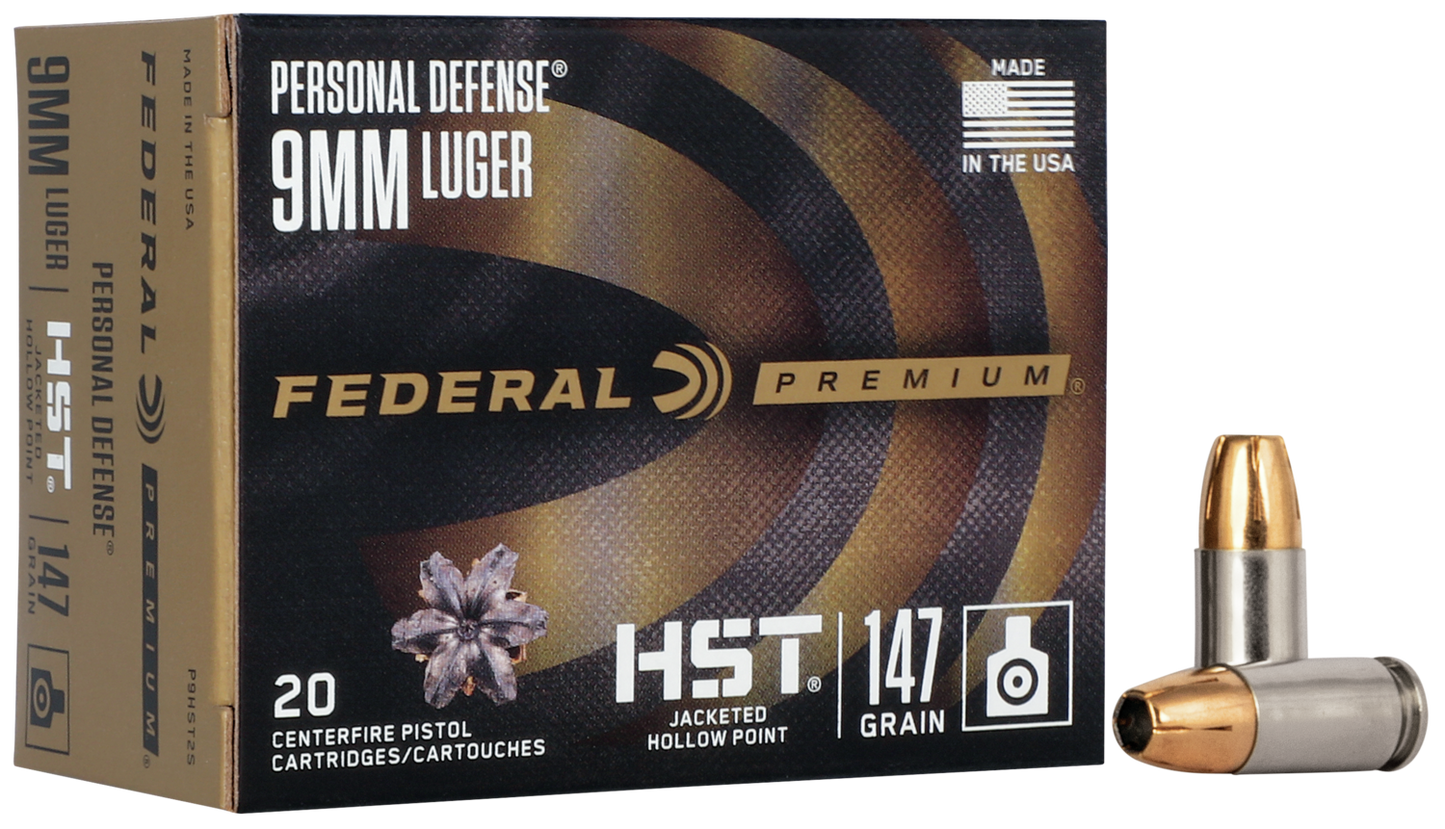 PERSONAL DEFENSE®
9MM LUGER
MADE
IN THE USA
FEDERAL PREMIUM®
20
CENTERFIRE PISTOL
CARTRIDGES/CARTOUCHES
HST®
JACKETED
HOLLOW POINT
147
GRAIN
MADE IN THE USA
P9HST2S
FEDERAL PREMIUM®
PERSONAL DEFENSE®
9MM LUGER
HST®
JACKETED
HOLLOW POINT
147
GRAIN